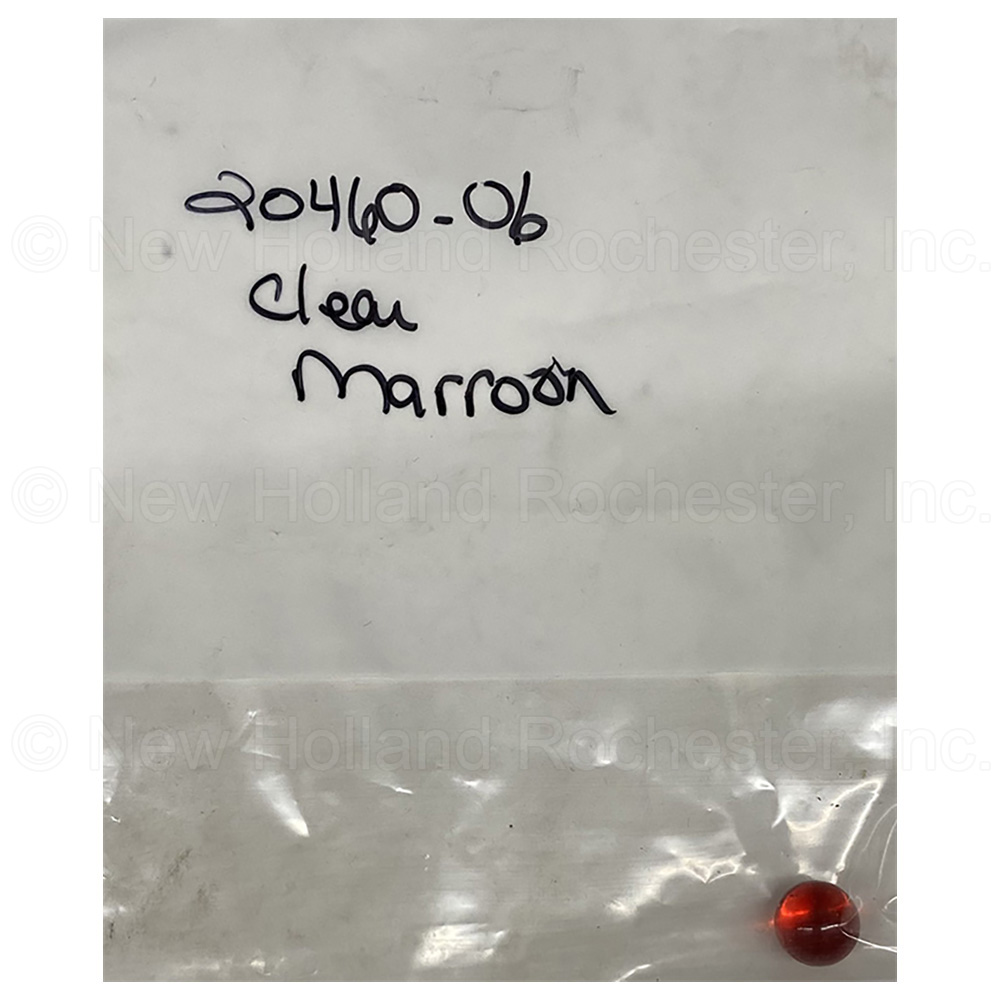 20460-06
© New Holland Rochester, Inc.
Clear
Marroon
© New Holland Rochester, Inc.
© New Holland Rochester, Inc.